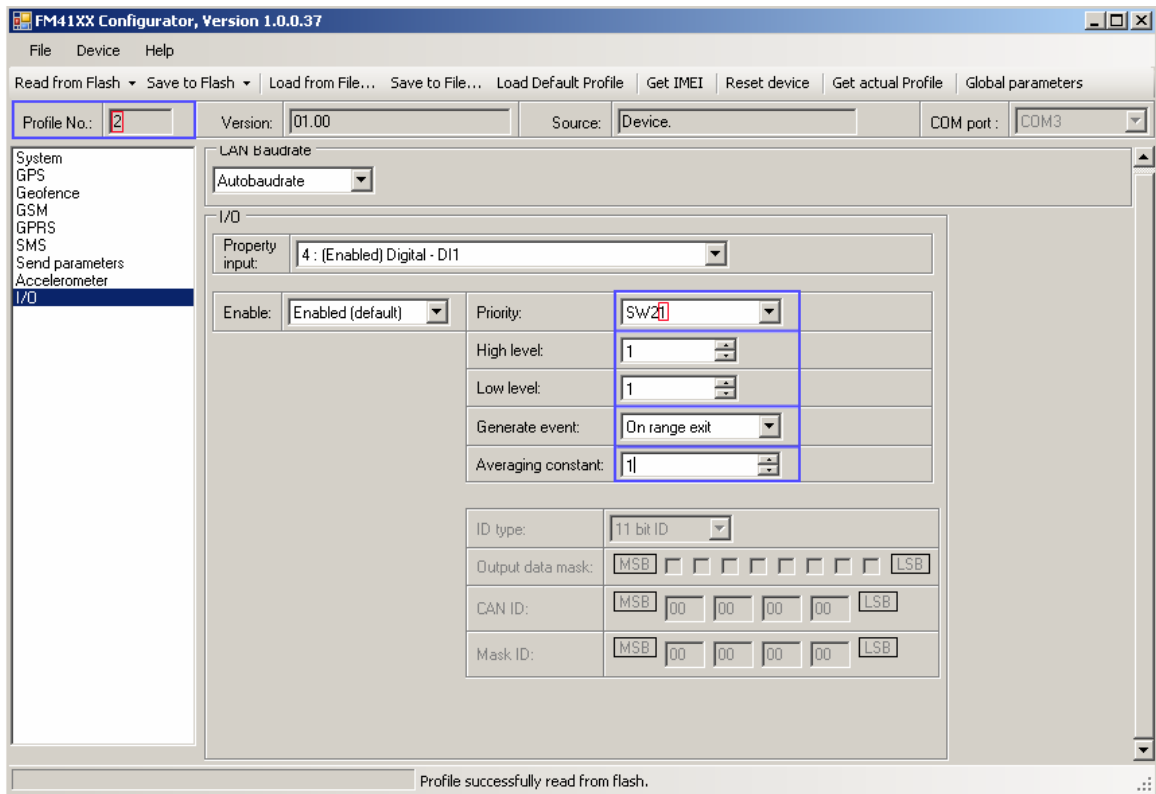 FM41XX Configurator, Version 1.0.0.37
File Device Help
Read from Flash Save to Flash Load from File... Save to File... Load Default Profile Get IMEI Reset device Get actual Profile Global parameters
Profile No.: 2 Version: 01.00 Source: Device. COM port : COM3
System
GPS
Geofence
GSM
GPRS
SMS
Send parameters
Accelerometer
I/O
CAN Baudrate
Autobaudrate
I/O
Property input: 4 : (Enabled) Digital - DI1
Enable: Enabled (default)
Priority: SW21
High level: 1
Low level: 1
Generate event: On range exit
Averaging constant: 1
ID type: 11 bit ID
Output data mask: MSB LSB
CAN ID: MSB 00 00 00 00 LSB
Mask ID: MSB 00 00 00 00 LSB
Profile successfully read from flash.